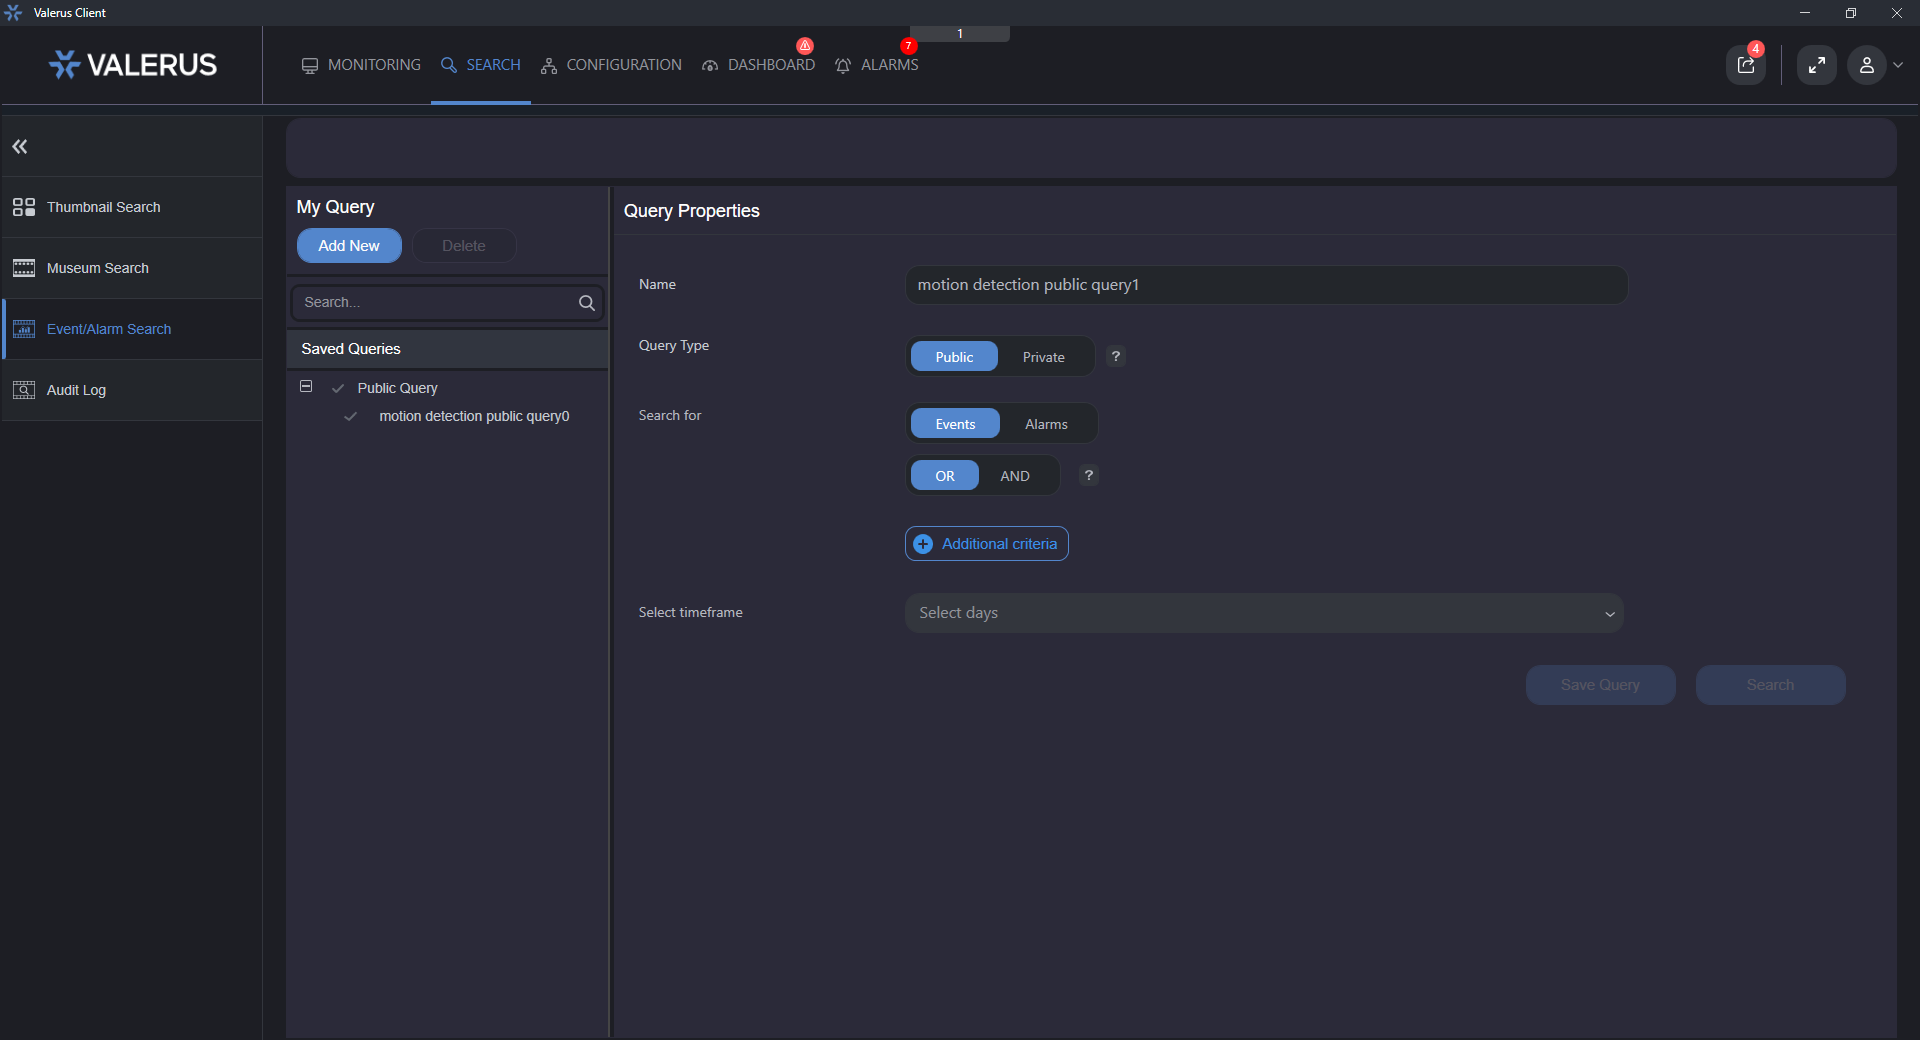 Valerus Client
1
VALERUS
MONITORING
SEARCH
CONFIGURATION
DASHBOARD
7
ALARMS
4
Thumbnail Search
Museum Search
Event/Alarm Search
Audit Log
My Query
Add New
Delete
Search...
Saved Queries
Public Query
motion detection public query0
Query Properties
Name
motion detection public query1
Query Type
Public Private ?
Search for
Events Alarms
OR AND ?
Additional criteria
Select timeframe
Select days
Save Query
Search